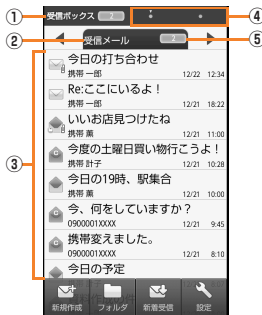 ① 受信ボックス 2 ④
② 受信メール 2 ⑤
③
今日の打ち合わせ
携帯 一郎 12/22 12:34
Re:ここにいるよ！
携帯 一郎 12/21 18:22
いいお店見つけたね
携帯 薫 12/21 11:00
今度の土曜日買い物行こうよ！
携帯 計子 12/21 10:28
今日の19時、駅集合
携帯 薫 12/21 10:00
今、何をしていますか？
0900001XXXX 12/21 9:45
携帯変えました。
0900001XXXX 12/21 8:10
今日の予定
新規作成 フォルダ 新着受信 設定